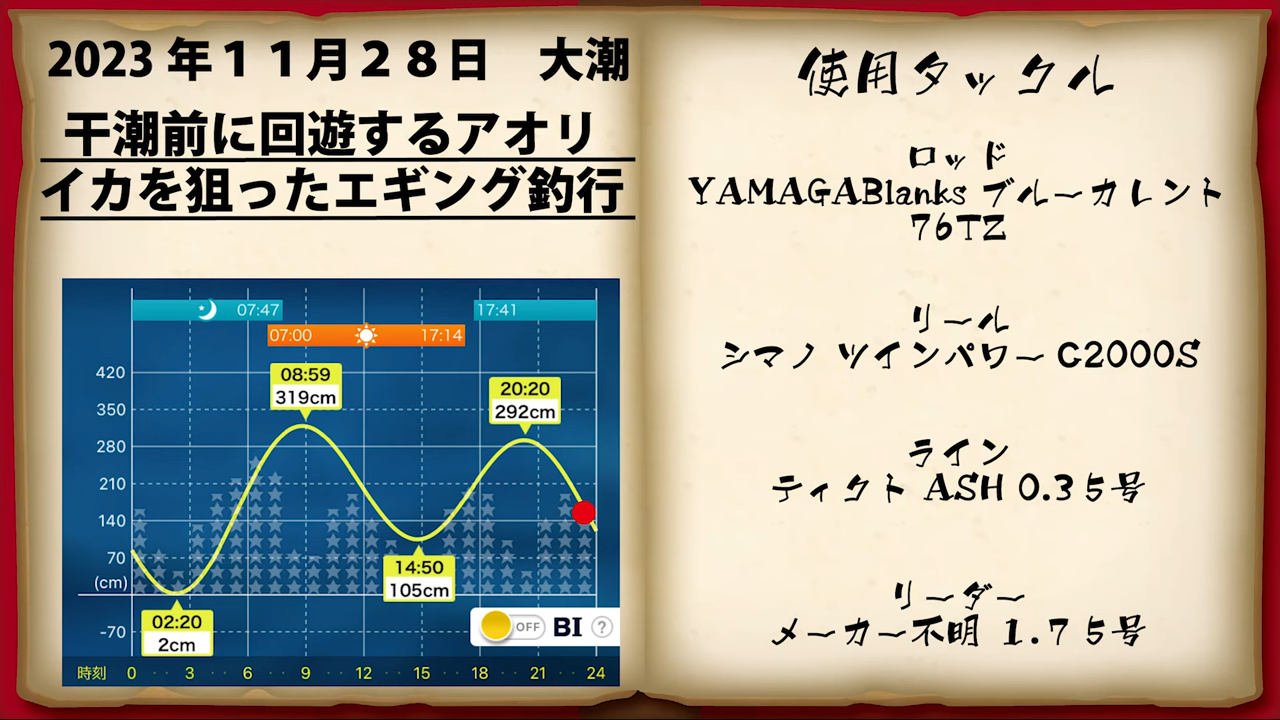 2023年１１月２８日　大潮
干潮前に回遊するアオリ
イカを狙ったエギング釣行
07:47
17:41
07:00
17:14
08:59
319cm
20:20
292cm
420
350
280
210
140
70
(cm)
-70
14:50
105cm
02:20
2cm
OFF BI ?
時刻 0 3 6 9 12 15 18 21 24
使用タックル
ロッド
YAMAGABlanks ブルーカレント
76TZ
リール
シマノ ツインパワー C2000S
ライン
ティクト ASH 0.3５号
リーダー
メーカー不明 １.７５号